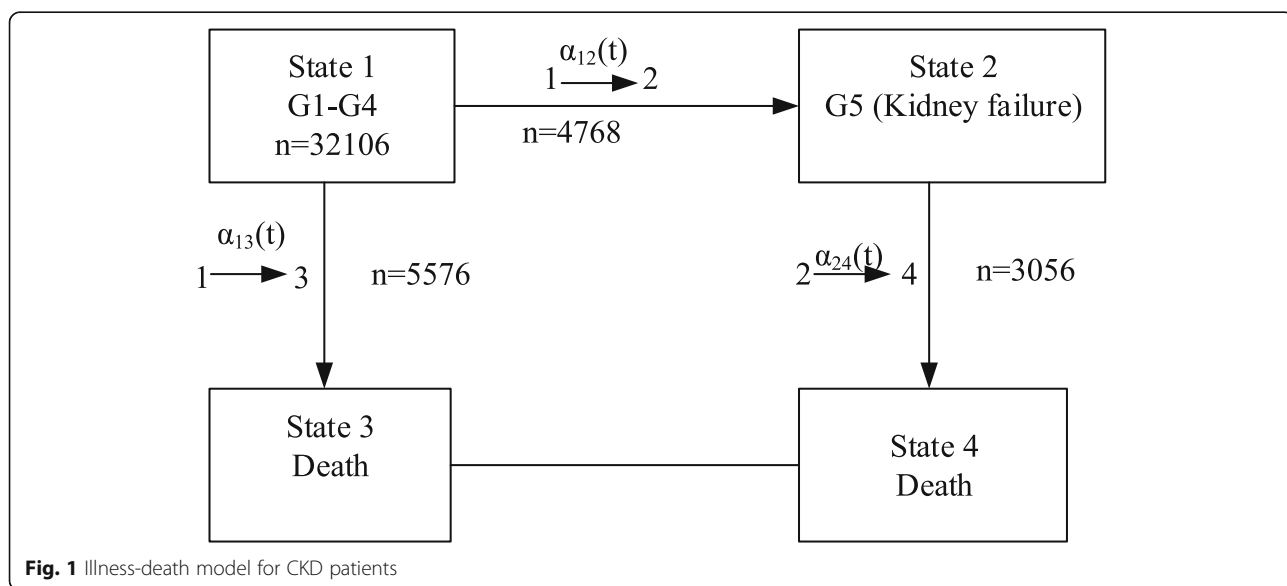 State 1
G1-G4
n=32106
α12(t)
1 2
n=4768
State 2
G5 (Kidney failure)
α13(t)
1 3
n=5576
α24(t)
2 4
n=3056
State 3
Death
State 4
Death
Fig. 1 Illness-death model for CKD patients